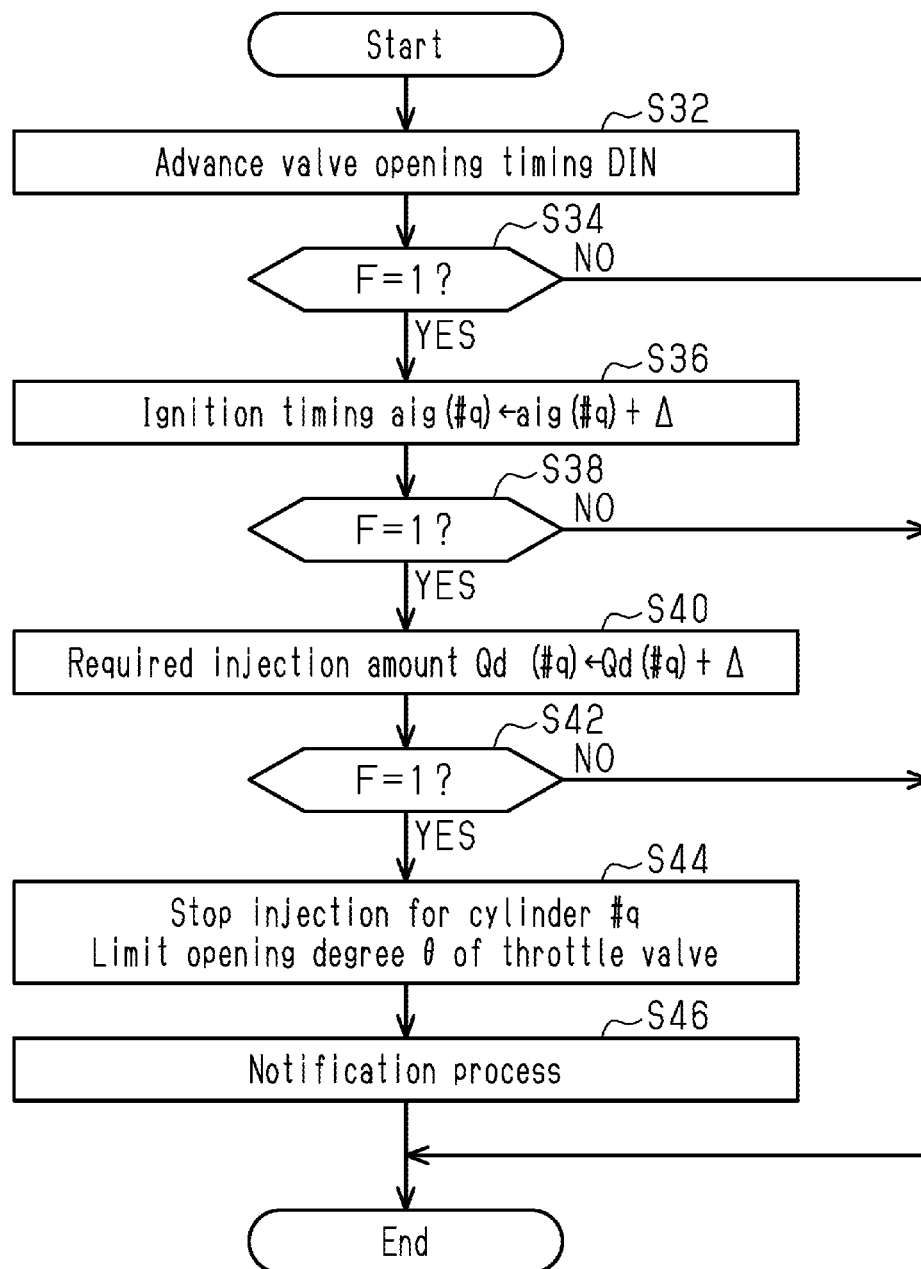 Start
S32
Advance valve opening timing DIN
S34
F=1?
NO
YES
S36
Ignition timing aig(#q)←aig(#q)+ Δ
S38
F=1?
NO
YES
S40
Required injection amount Qd (#q)←Qd(#q)+ Δ
S42
F=1?
NO
YES
S44
Stop injection for cylinder #q
Limit opening degree θ of throttle valve
S46
Notification process
End